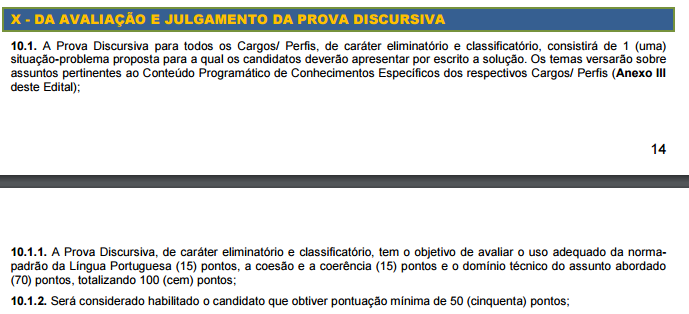 X - DA AVALIAÇÃO E JULGAMENTO DA PROVA DISCURSIVA
10.1. A Prova Discursiva para todos os Cargos/ Perfis, de caráter eliminatório e classificatório, consistirá de 1 (uma)
situação-problema proposta para a qual os candidatos deverão apresentar por escrito a solução. Os temas versarão sobre
assuntos pertinentes ao Conteúdo Programático de Conhecimentos Específicos dos respectivos Cargos/ Perfis (Anexo III
deste Edital);
14
10.1.1. A Prova Discursiva, de caráter eliminatório e classificatório, tem o objetivo de avaliar o uso adequado da norma-
padrão da Língua Portuguesa (15) pontos, a coesão e a coerência (15) pontos e o domínio técnico do assunto abordado
(70) pontos, totalizando 100 (cem) pontos;
10.1.2. Será considerado habilitado o candidato que obtiver pontuação mínima de 50 (cinquenta) pontos;